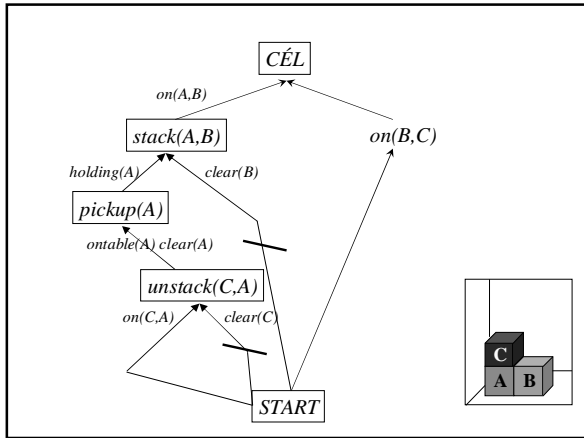 CÉL
on(A,B)
stack(A,B)
on(B,C)
holding(A)
clear(B)
pickup(A)
ontable(A) clear(A)
unstack(C,A)
on(C,A)
clear(C)
START
C
A B